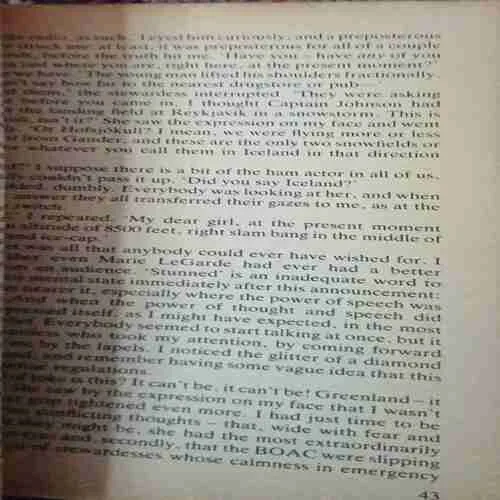 radio, as such.' I eyed him curiously, and a preposterous
struck me: at least, it was preposterous for all of a couple
before the truth hit me. 'Have you – have any of you
just where you are, right here, at the present moment?'
we have.' The young man lifted his shoulders fractionally.
say how far to the nearest drugstore or pub—'
them,' the stewardess interrupted. 'They were asking
before you came in. I thought Captain Johnson had
the landing field at Reykjavik in a snowstorm. This is
isn't it?' She saw the expression on my face and went
'Or Hofsjökull? I mean, we were flying more or less
from Gander, and these are the only two snowfields or
whatever you call them in Iceland in that direction
I suppose there is a bit of the ham actor in all of us,
couldn't pass it up. 'Did you say Iceland?'
dumbly. Everybody was looking at her, and when
answer they all transferred their gazes to me, as at the
I repeated. 'My dear girl, at the present moment
altitude of 8500 feet, right slam bang in the middle of
ice-cap.'
was all that anybody could ever have wished for. I
even Marie LeGarde had ever had a better
an audience. 'Stunned' is an inadequate word to
mental state immediately after this announcement:
nearer it, especially where the power of speech was
And when the power of thought and speech did
itself, as I might have expected, in the most
Everybody seemed to start talking at once, but it
who took my attention, by coming forward
by the lapels. I noticed the glitter of a diamond
and remember having some vague idea that this
regulations.
of joke is this? It can't be, it can't be! Greenland – it
She saw by the expression on my face that I wasn't
grip tightened even more. I had just time to be
conflicting thoughts – that, wide with fear and
they might be, she had the most extraordinarily
eyes and, secondly, that the BOAC were slipping
of stewardesses whose calmness in emergency
43